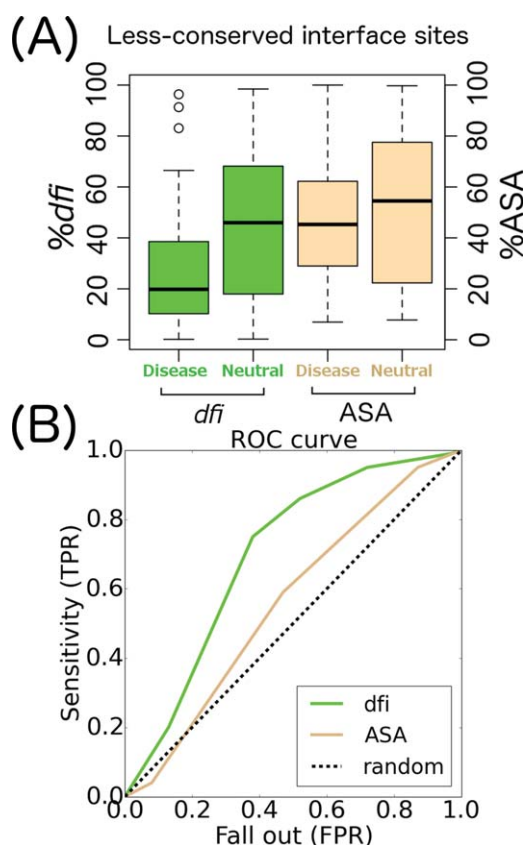 (A) Less-conserved interface sites
%dfi
100
80
60
40
20
0
100
80
60
40
20
0
%ASA
Disease Neutral Disease Neutral
dfi ASA
(B)
ROC curve
Sensitivity (TPR)
1.0
0.8
0.6
0.4
0.2
0.0
dfi
ASA
random
0.0 0.2 0.4 0.6 0.8 1.0
Fall out (FPR)